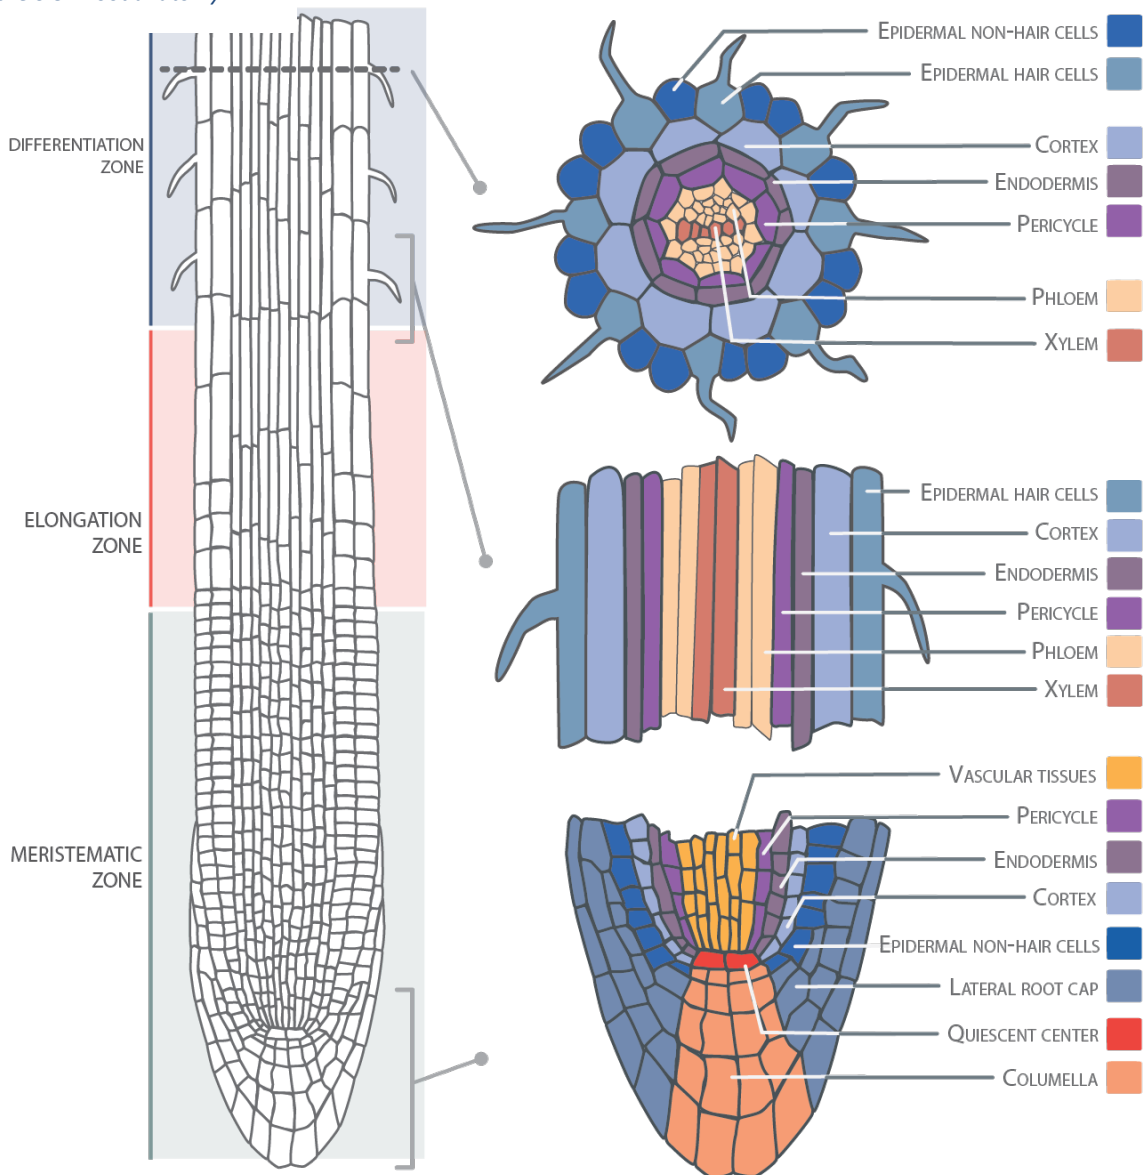 DIFFERENTIATION
ZONE
ELONGATION
ZONE
MERISTEMATIC
ZONE
EPIDERMAL NON-HAIR CELLS
EPIDERMAL HAIR CELLS
CORTEX
ENDODERMIS
PERICYCLE
PHLOEM
XYLEM
EPIDERMAL HAIR CELLS
CORTEX
ENDODERMIS
PERICYCLE
PHLOEM
XYLEM
VASCULAR TISSUES
PERICYCLE
ENDODERMIS
CORTEX
EPIDERMAL NON-HAIR CELLS
LATERAL ROOT CAP
QUIESCENT CENTER
COLUMELLA